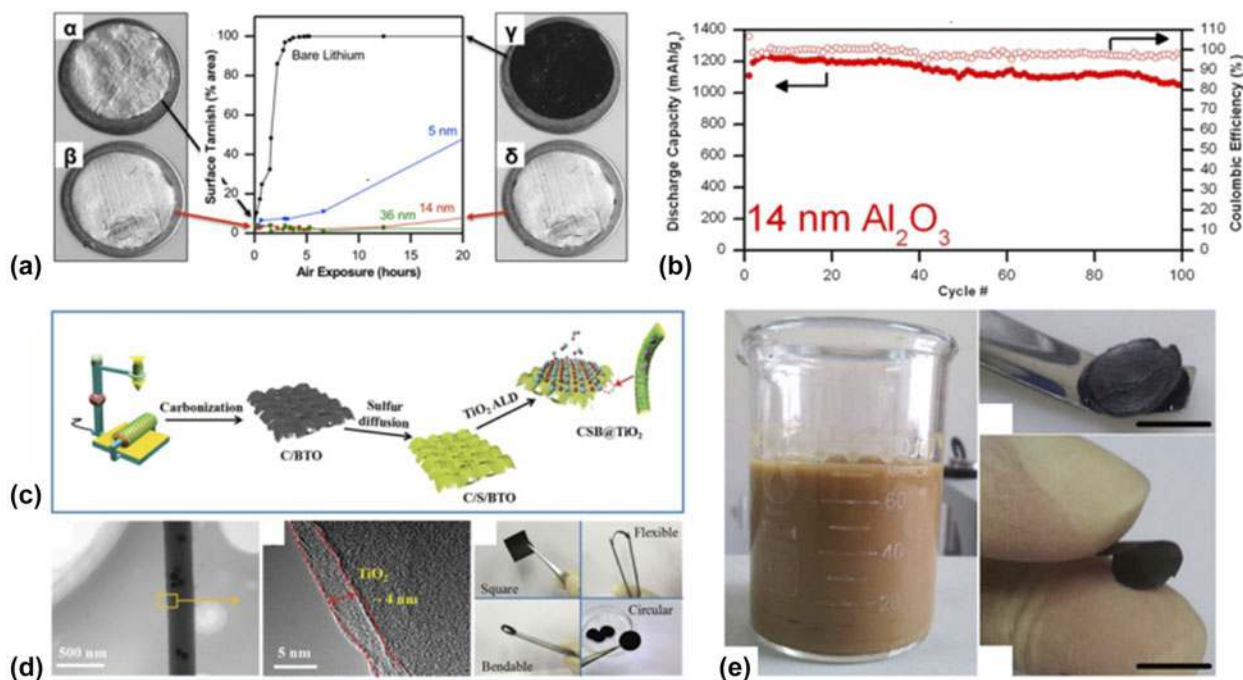 α
β
γ
δ
Surface Tarnish (% area)
100
80
60
40
20
0
Bare Lithium
5 nm
36 nm
14 nm
0
5
10
15
20
Air Exposure (hours)
(a)
Discharge Capacity (mAh/gs)
1400
1200
1000
800
600
400
200
0
14 nm Al2O3
0
20
40
60
80
100
Cycle #
110
100
90
80
70
60
50
40
30
20
10
0
Coulombic Efficiency (%)
(b)
Carbonization
C/BTO
Sulfur
diffusion
C/S/BTO
TiO2 ALD
CSB@TiO2
(c)
500 nm
TiO2
~ 4 nm
5 nm
Square
Flexible
Bendable
Circular
(d)
60
40
20
(e)